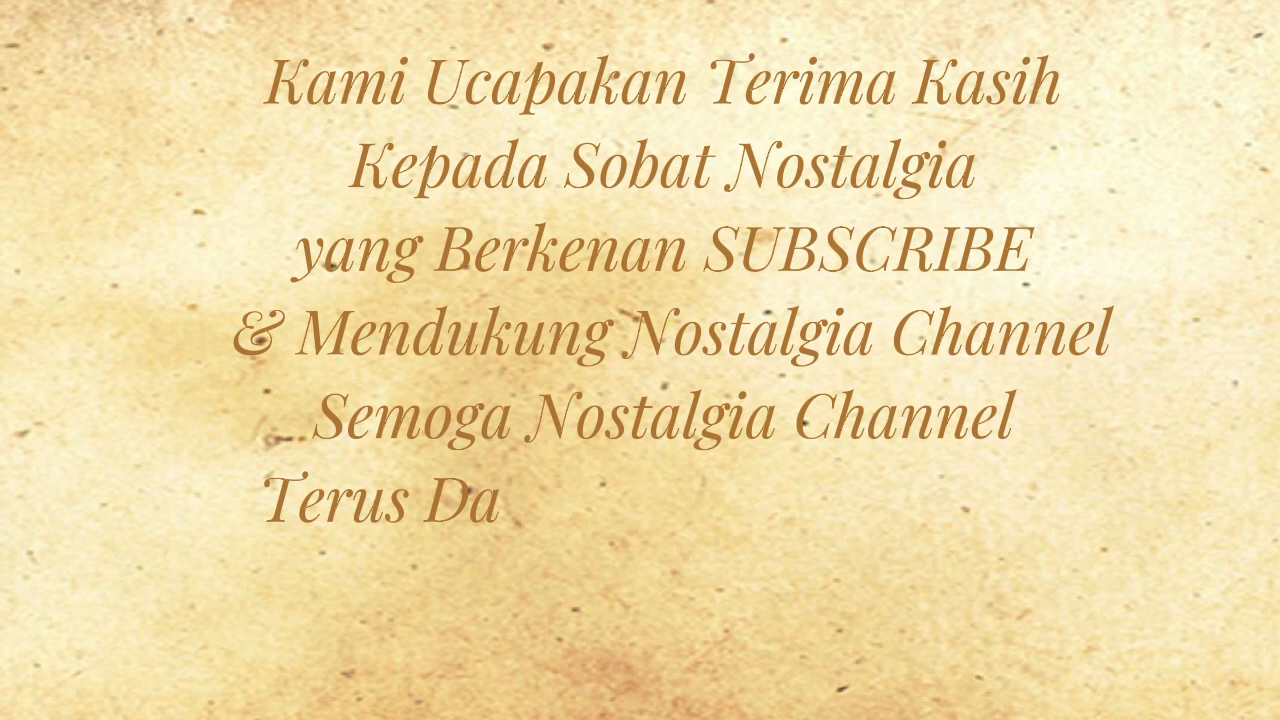 Kami Ucapakan Terima Kasih
Kepada Sobat Nostalgia
yang Berkenan SUBSCRIBE
& Mendukung Nostalgia Channel
Semoga Nostalgia Channel
Terus Da